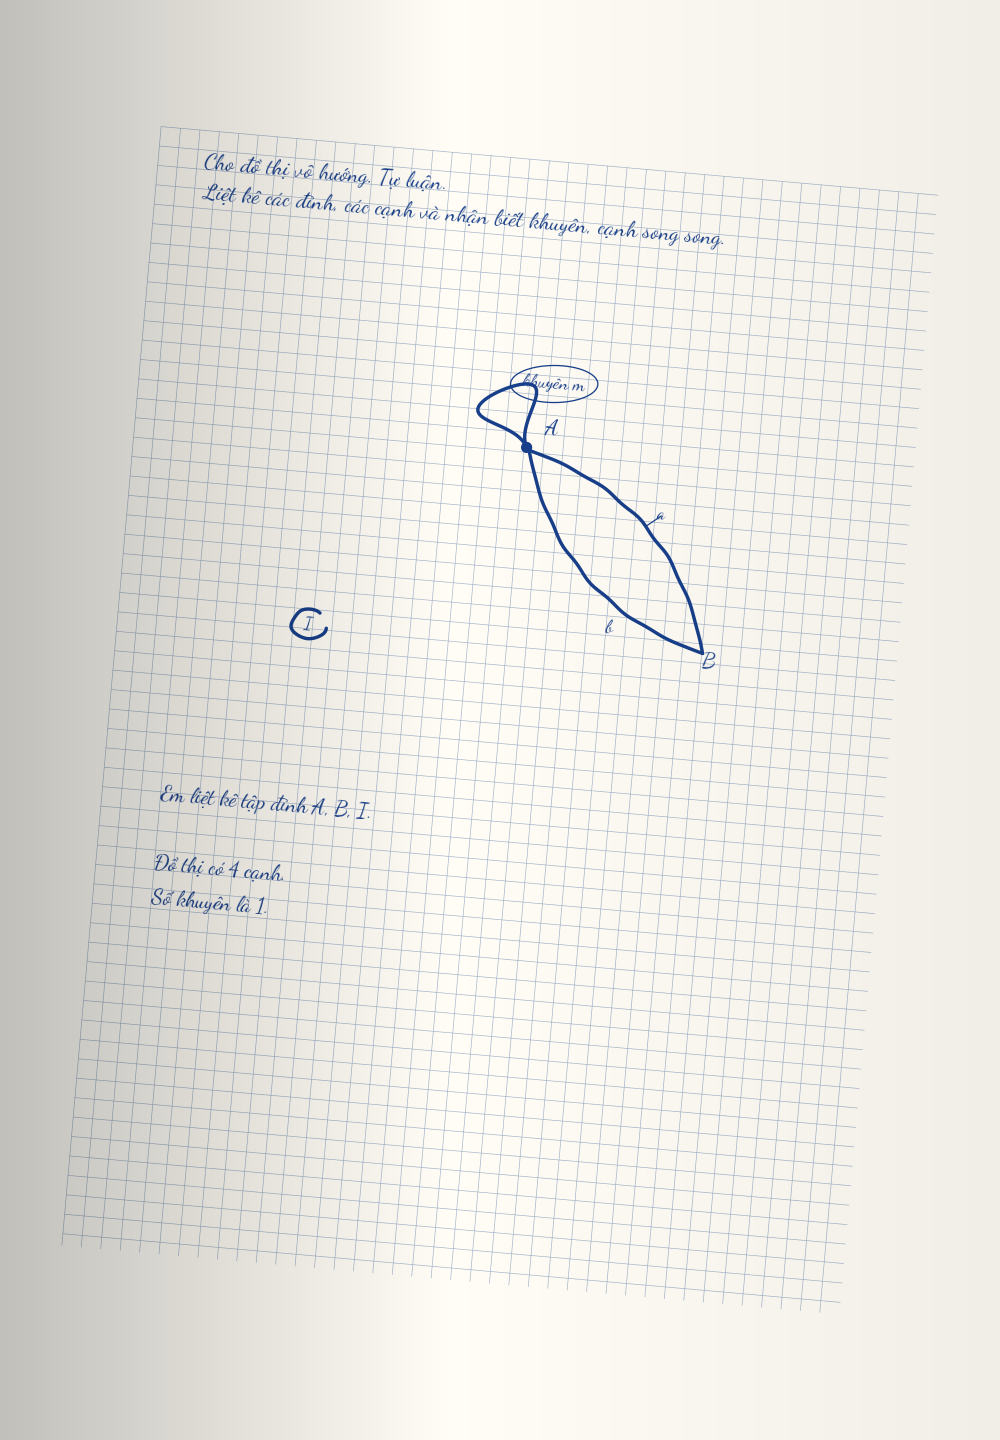 Cho đồ thị vô hướng. Tự luận.
Liệt kê các đỉnh, các cạnh và nhận biết khuyên, cạnh song song.
khuyên m
A
a
I
b
B
Em liệt kê tập đỉnh A, B, I.
Đồ thị có 4 cạnh.
Số khuyên là 1.